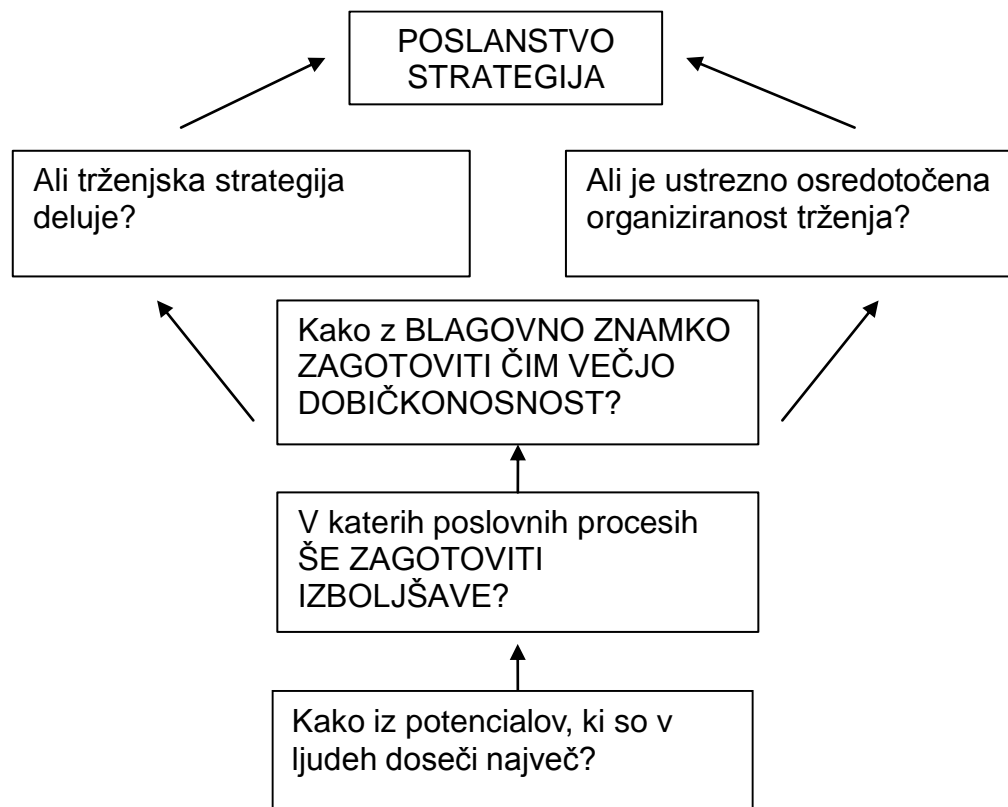 POSLANSTVO
STRATEGIJA
Ali trženjska strategija
deluje?
Ali je ustrezno osredotočena
organiziranost trženja?
Kako z BLAGOVNO ZNAMKO
ZAGOTOVITI ČIM VEČJO
DOBIČKONOSNOST?
V katerih poslovnih procesih
ŠE ZAGOTOVITI
IZBOLJŠAVE?
Kako iz potencialov, ki so v
ljudeh doseči največ?